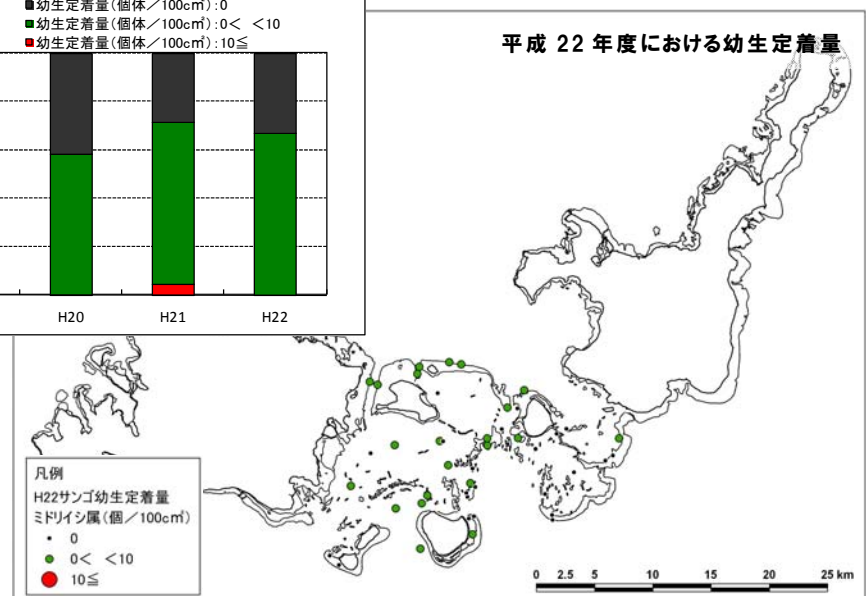 ■幼生定着量(個体／100c㎡):0
■幼生定着量(個体／100c㎡):0< <10
■幼生定着量(個体／100c㎡):10≦
平成 22 年度における幼生定着量
H20 H21 H22
凡例
H22サンゴ幼生定着量
ミドリイシ属(個／100c㎡)
0
0< <10
10≦
0 2.5 5 10 15 20 25 km